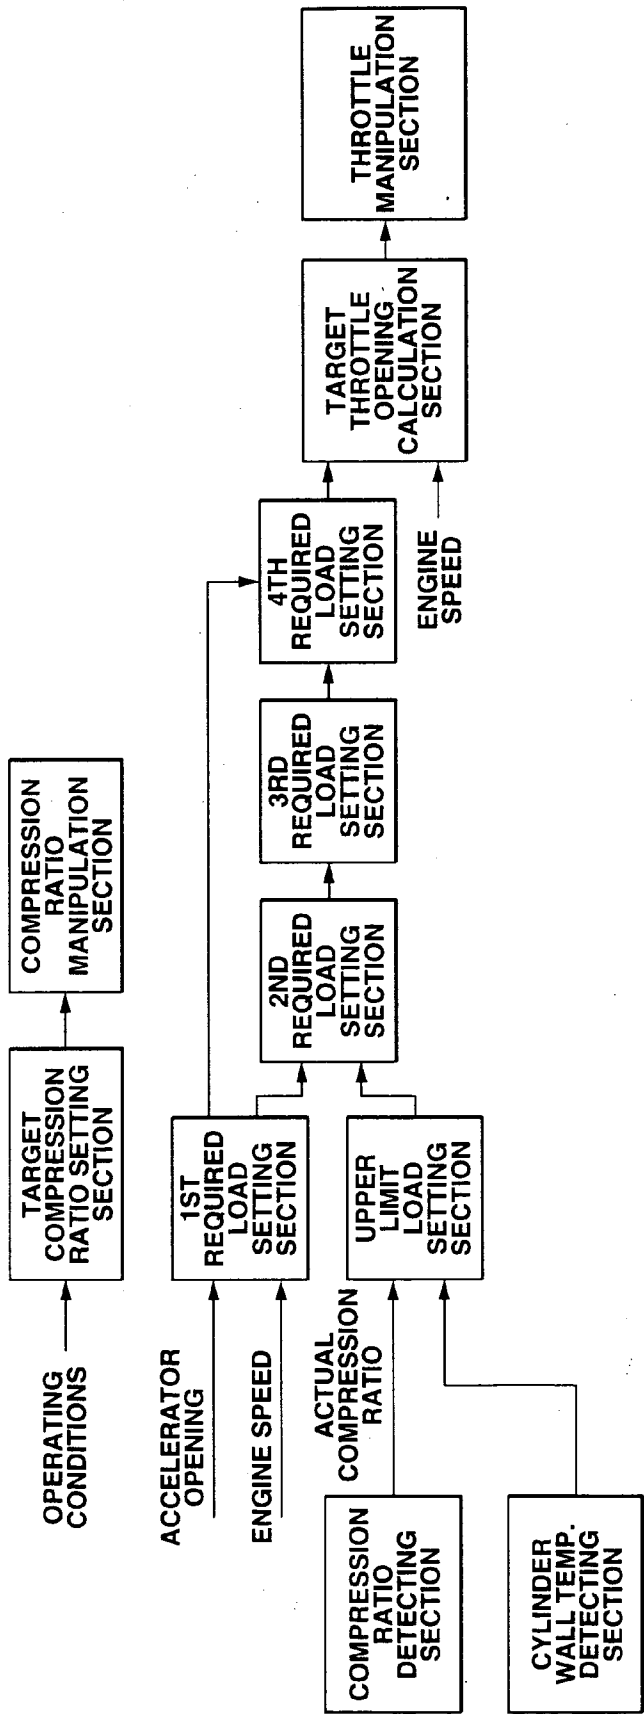 OPERATING
CONDITIONS
TARGET
COMPRESSION
RATIO SETTING
SECTION
COMPRESSION
RATIO
MANIPULATION
SECTION
ACCELERATOR
OPENING
ENGINE SPEED
1ST
REQUIRED
LOAD
SETTING
SECTION
ACTUAL
COMPRESSION
RATIO
COMPRESSION
RATIO
DETECTING
SECTION
CYLINDER
WALL TEMP.
DETECTING
SECTION
UPPER
LIMIT
LOAD
SETTING
SECTION
2ND
REQUIRED
LOAD
SETTING
SECTION
3RD
REQUIRED
LOAD
SETTING
SECTION
4TH
REQUIRED
LOAD
SETTING
SECTION
ENGINE
SPEED
TARGET
THROTTLE
OPENING
CALCULATION
SECTION
THROTTLE
MANIPULATION
SECTION